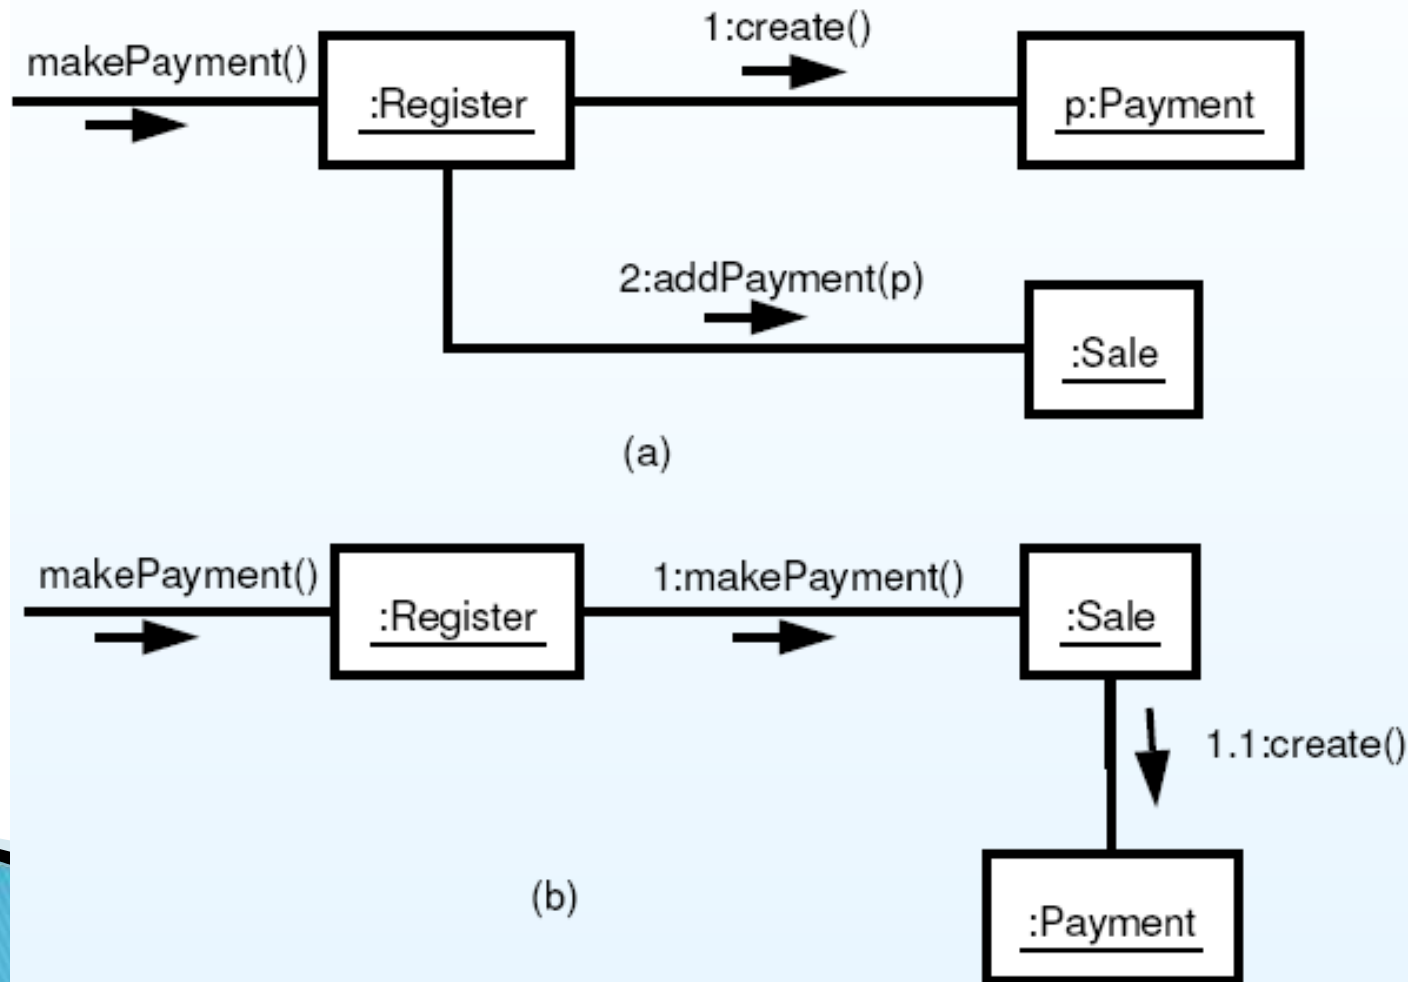 1:create()
makePayment()
:Register
p:Payment
2:addPayment(p)
:Sale
(a)
makePayment()
:Register
1:makePayment()
:Sale
1.1:create()
(b)
:Payment